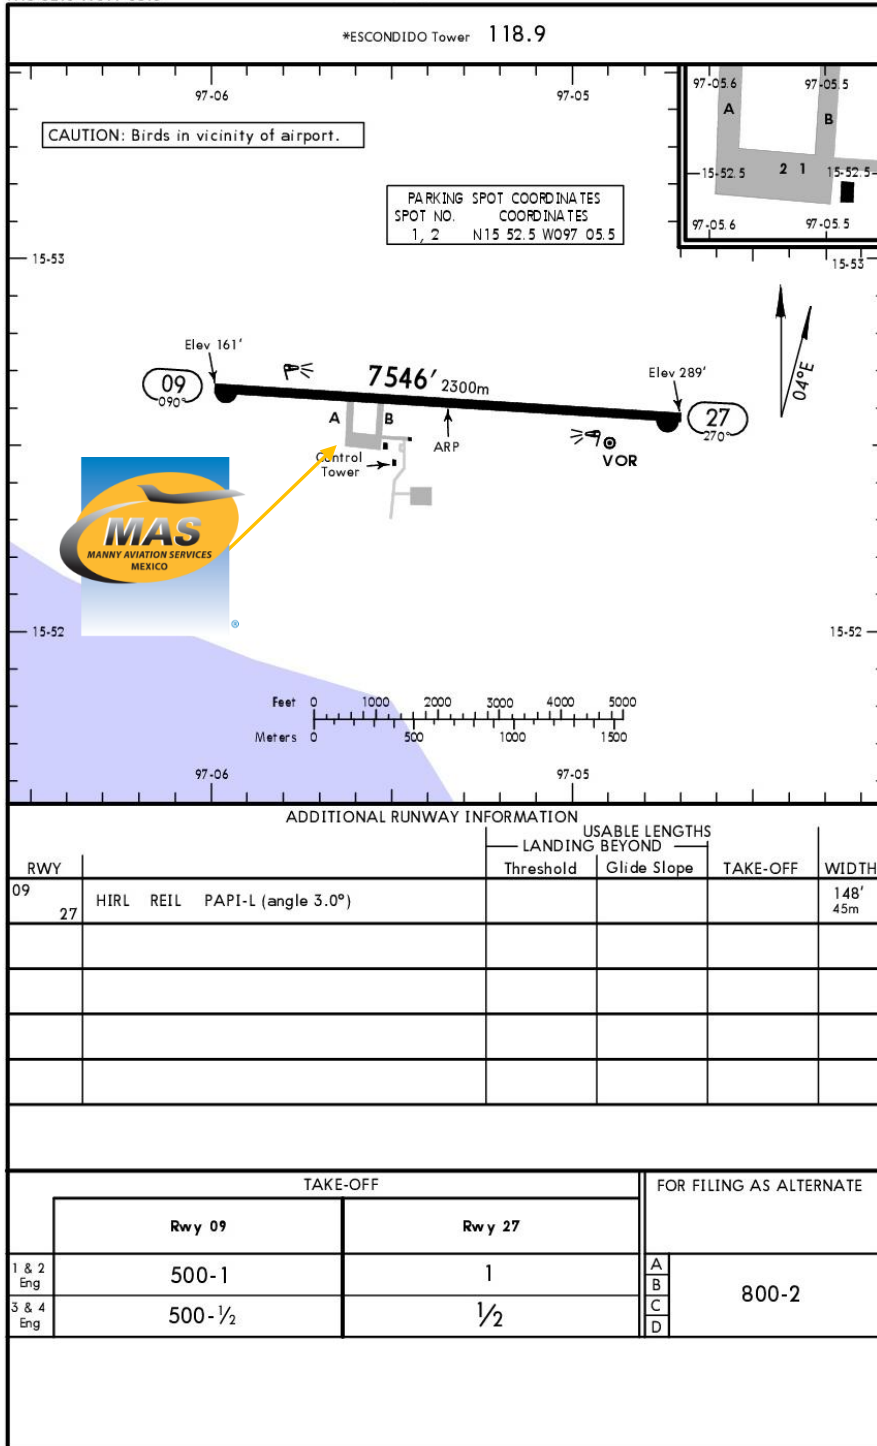 *ESCONDIDO Tower 118.9
97-06
97-05
97-05.6
97-05.5
A
B
CAUTION: Birds in vicinity of airport.
15-52.5
2 1
15-52.5
PARKING SPOT COORDINATES
SPOT NO. COORDINATES
1, 2 N15 52.5 W097 05.5
97-05.6
97-05.5
15-53
15-53
Elev 161'
09
090°
7546' 2300m
Elev 289'
04°E
27
270°
A
B
ARP
VOR
Control
Tower
MAS
MANNY AVIATION SERVICES
MEXICO
®
15-52
15-52
Feet 0 1000 2000 3000 4000 5000
Meters 0 500 1000 1500
97-06
97-05
ADDITIONAL RUNWAY INFORMATION
USABLE LENGTHS
LANDING BEYOND
RWY Threshold Glide Slope TAKE-OFF WIDTH
09
27 HIRL REIL PAPI-L (angle 3.0°) 148'
45m
TAKE-OFF FOR FILING AS ALTERNATE
Rwy 09 Rwy 27
1 & 2
Eng 500-1 1
3 & 4
Eng 500-½ ½
A
B
C
D
800-2